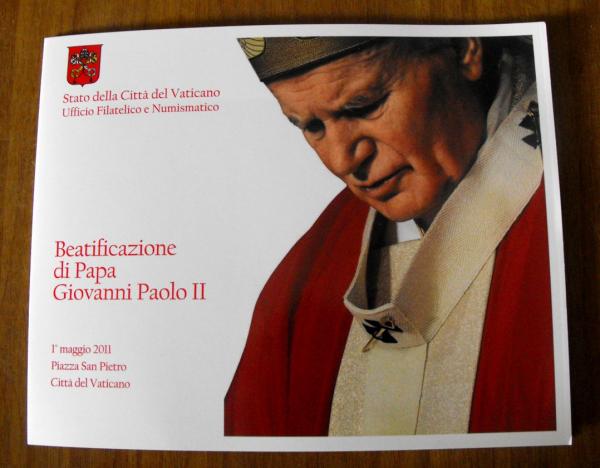 Stato della Città del Vaticano
Ufficio Filatelico e Numismatico
Beatificazione
di Papa
Giovanni Paolo II
1° maggio 2011
Piazza San Pietro
Città del Vaticano